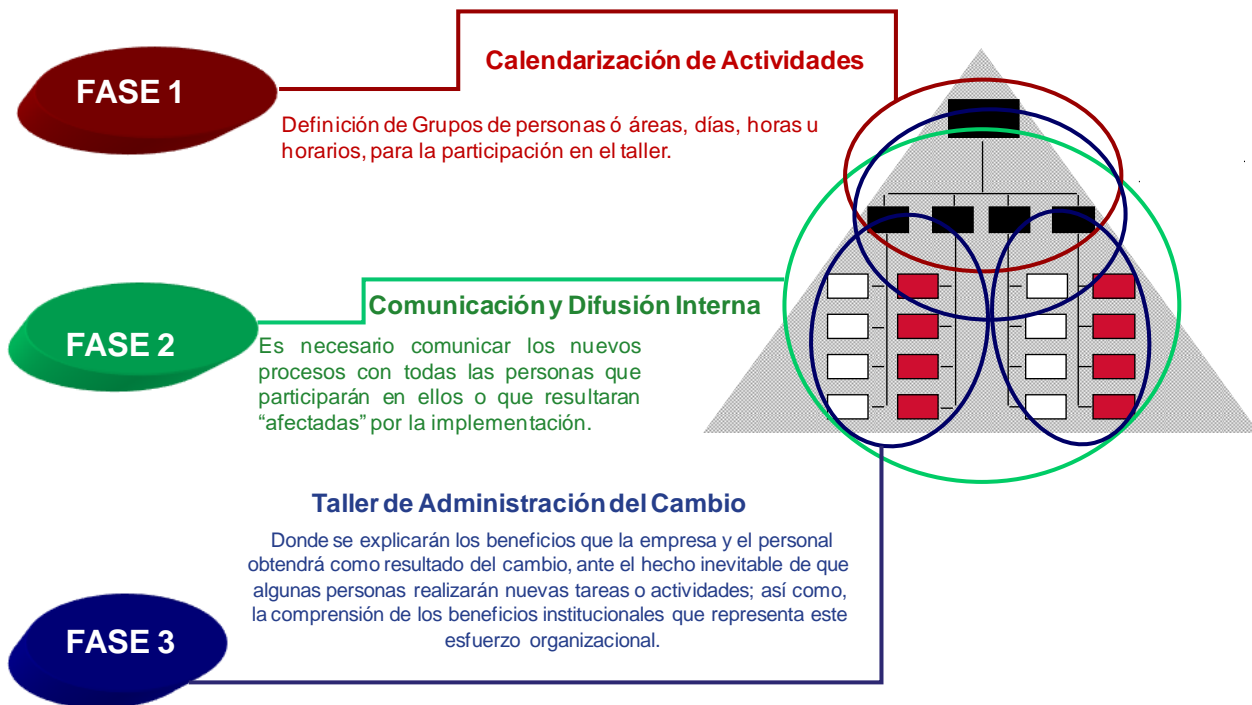 FASE 1
Calendarización de Actividades
Definición de Grupos de personas ó áreas, días, horas u
horarios, para la participación en el taller.
FASE 2
Comunicación y Difusión Interna
Es necesario comunicar los nuevos
procesos con todas las personas que
participarán en ellos o que resultaran
“afectadas” por la implementación.
FASE 3
Taller de Administración del Cambio
Donde se explicarán los beneficios que la empresa y el personal
obtendrá como resultado del cambio, ante el hecho inevitable de que
algunas personas realizarán nuevas tareas o actividades; así como,
la comprensión de los beneficios institucionales que representa este
esfuerzo organizacional.